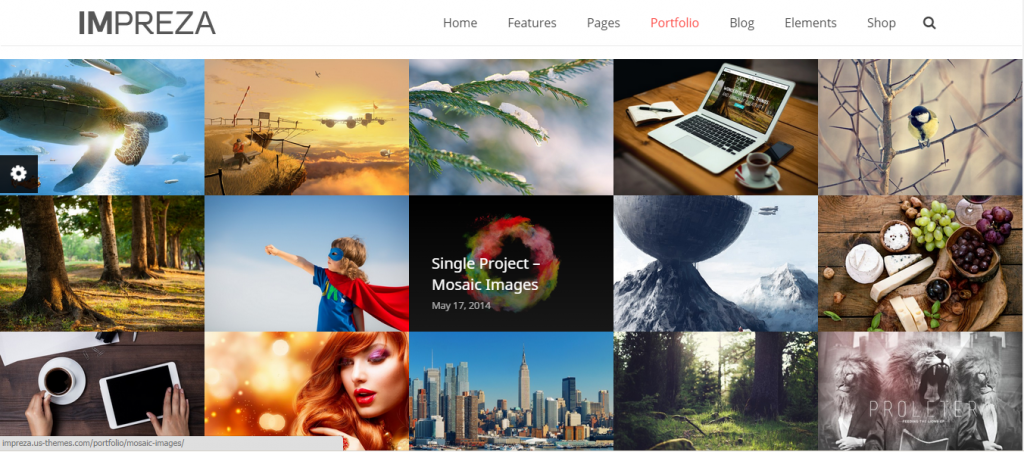 IMPREZA
Home Features Pages Portfolio Blog Elements Shop
Single Project –
Mosaic Images
May 17, 2014
PROLETER
impreza.us-themes.com/portfolio/mosaic-images/